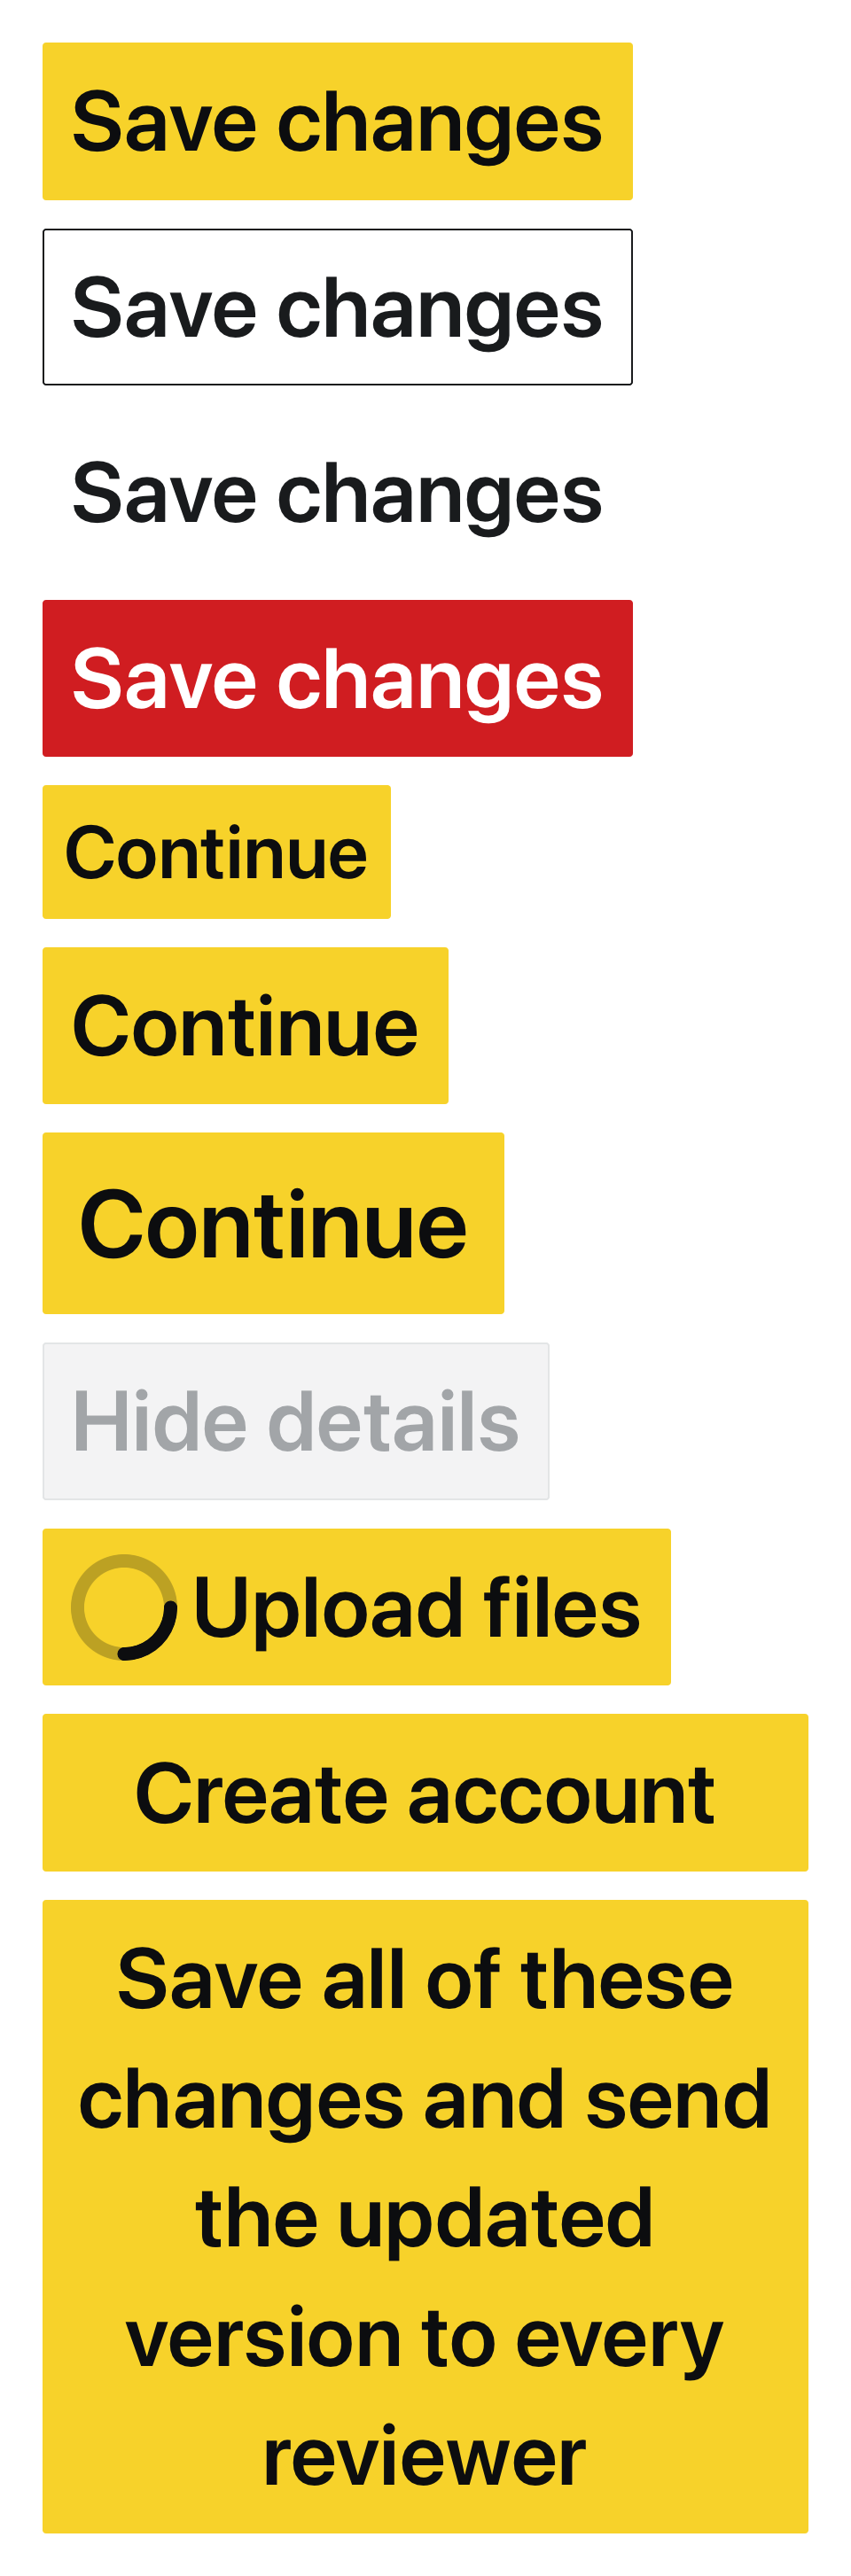 Save changes
Save changes
Save changes
Save changes
Continue
Continue
Continue
Hide details
Upload files
Create account
Save all of these
changes and send
the updated
version to every
reviewer